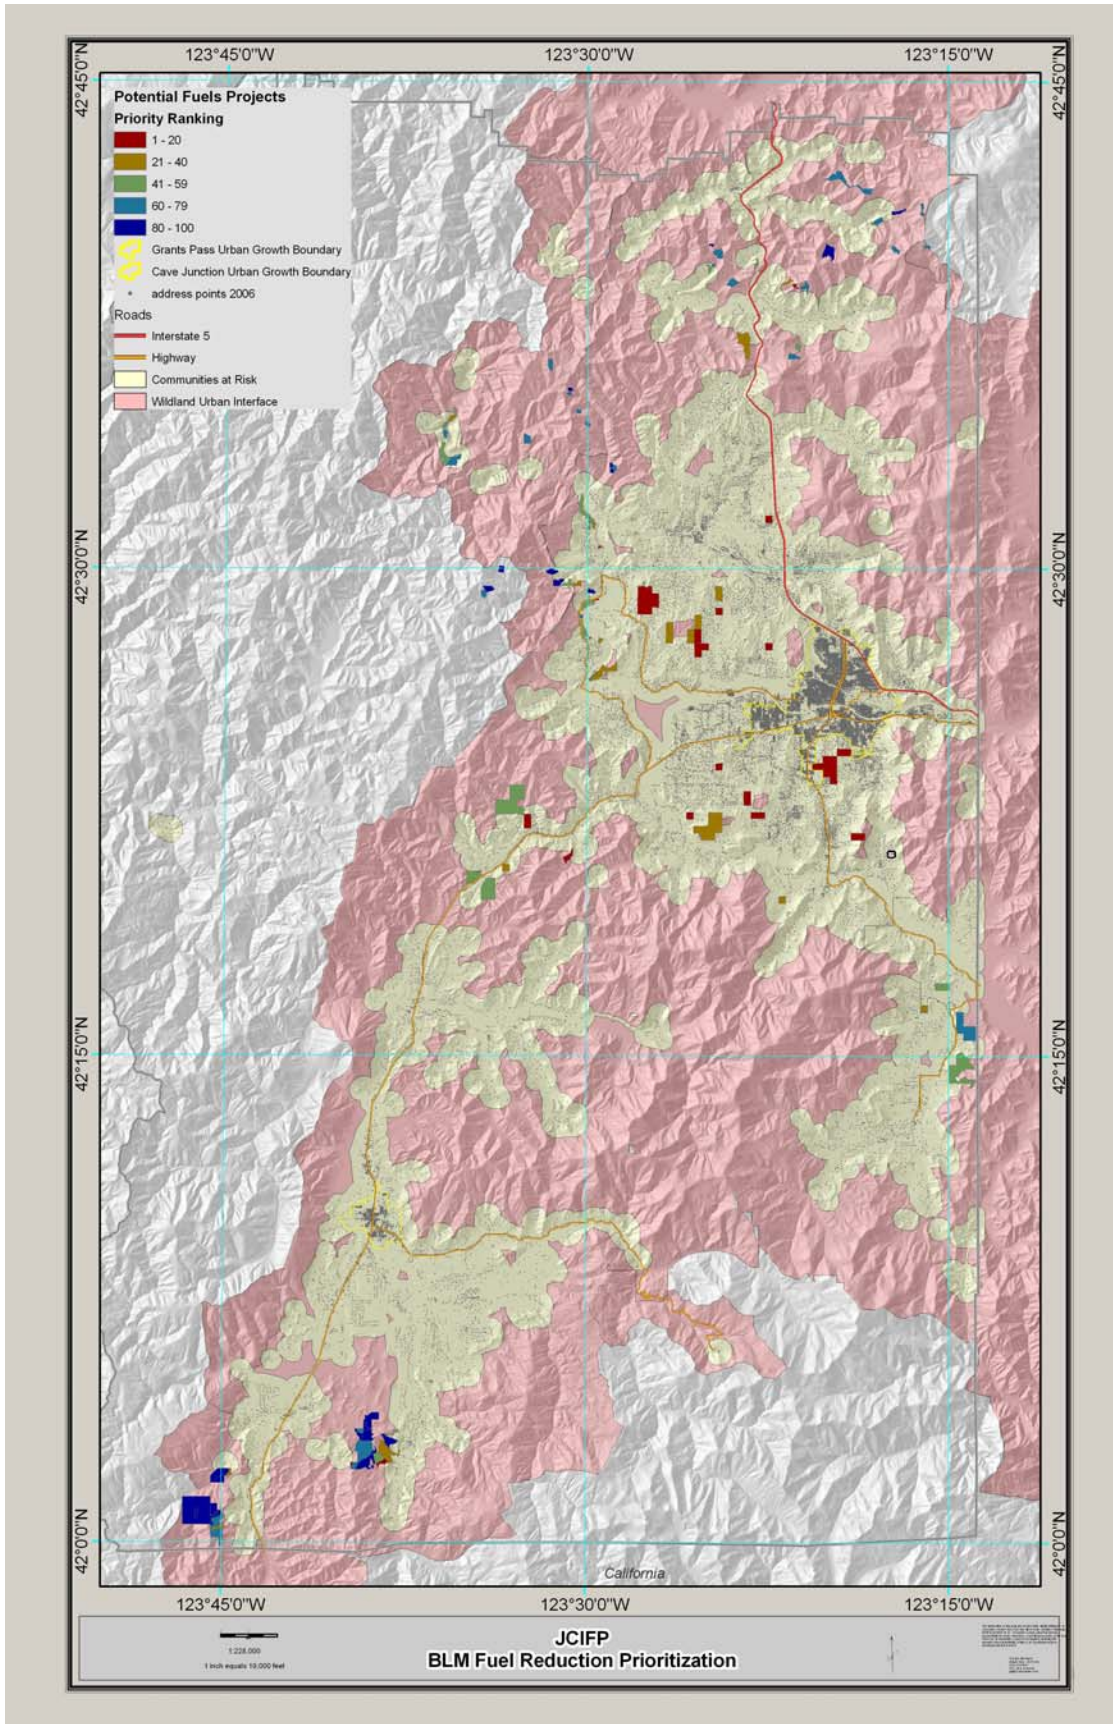 123°45'0"W 123°30'0"W 123°15'0"W
42°45'0"N 42°45'0"N
Potential Fuels Projects
Priority Ranking
1 - 20
21 - 40
41 - 59
60 - 79
80 - 100
Grants Pass Urban Growth Boundary
Cave Junction Urban Growth Boundary
address points 2006
Roads
Interstate 5
Highway
Communities at Risk
Wildland Urban Interface
42°30'0"N 42°30'0"N
42°15'0"N 42°15'0"N
42°0'0"N 42°0'0"N
California
123°45'0"W 123°30'0"W 123°15'0"W
JCIFP
BLM Fuel Reduction Prioritization
1:228,000
1 inch equals 19,000 feet